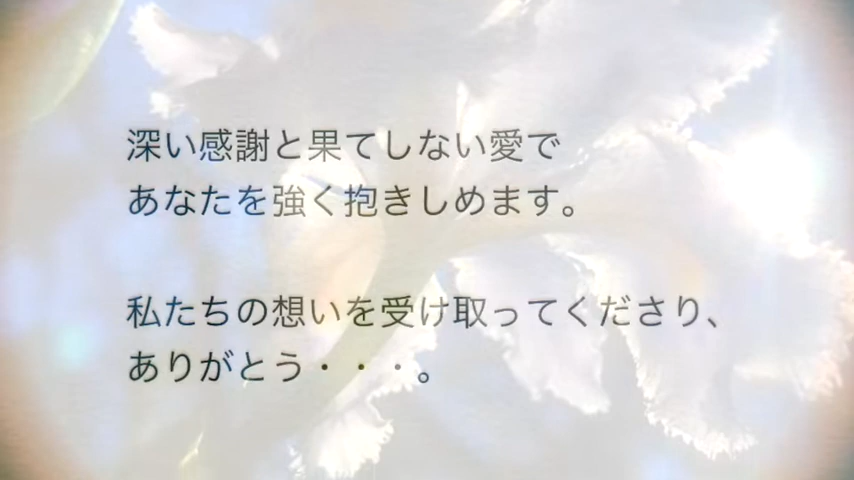 深い感謝と果てしない愛で
あなたを強く抱きしめます。
私たちの想いを受け取ってくださり、
ありがとう・・・。